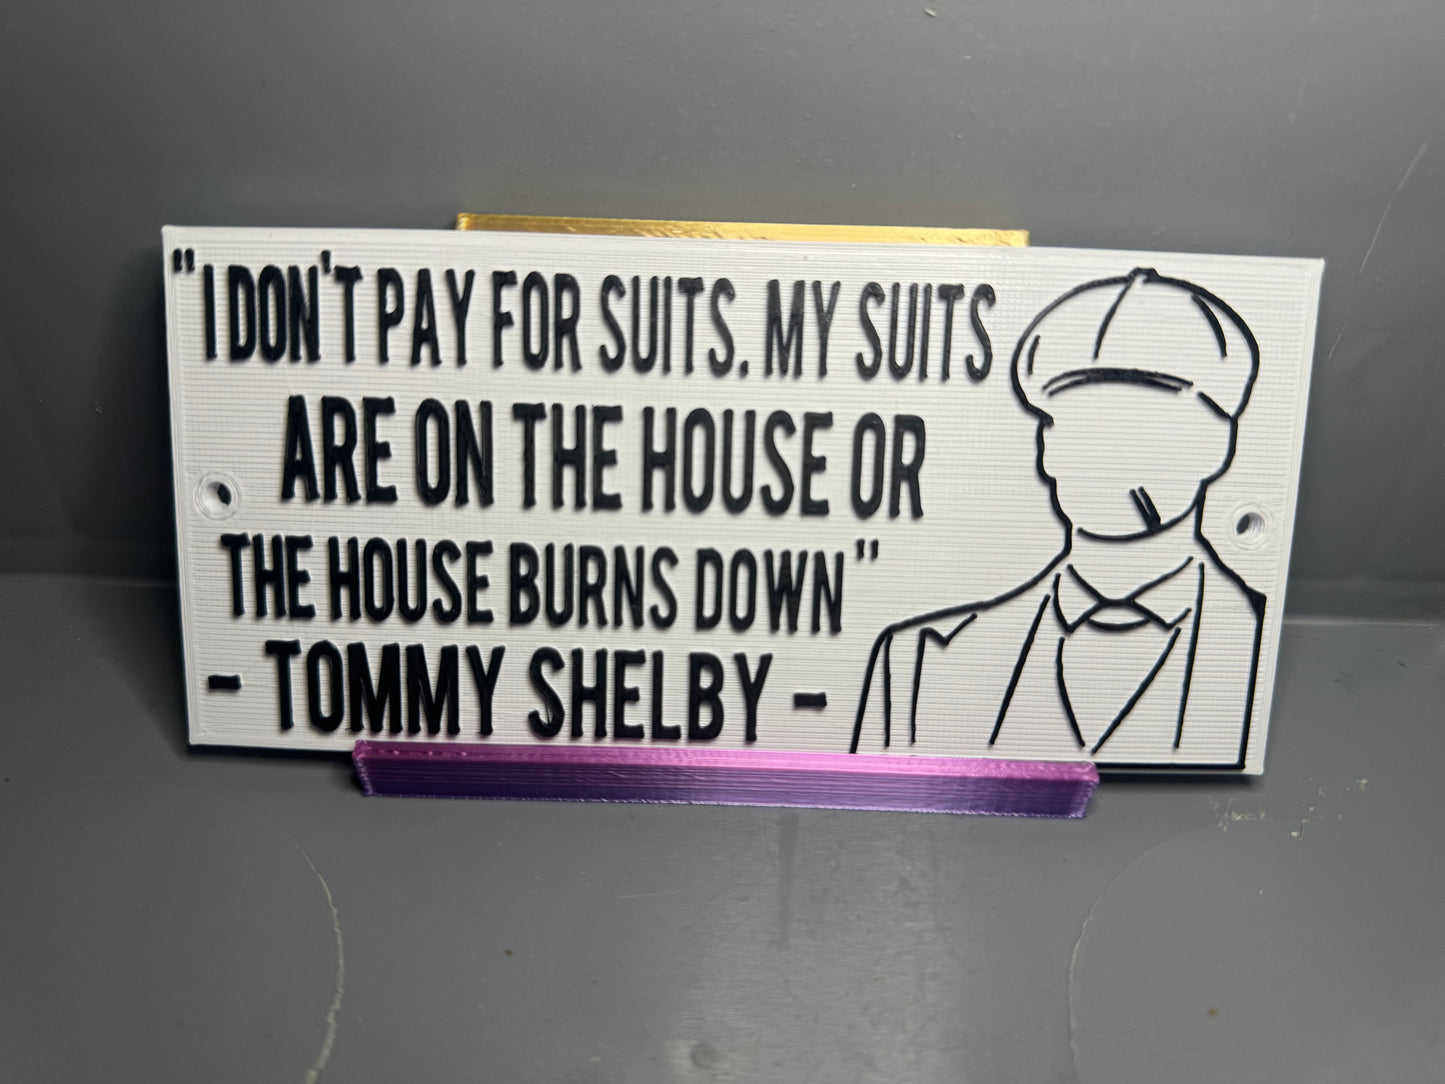 "I DON'T PAY FOR SUITS. MY SUITS
ARE ON THE HOUSE OR
THE HOUSE BURNS DOWN"
- TOMMY SHELBY -